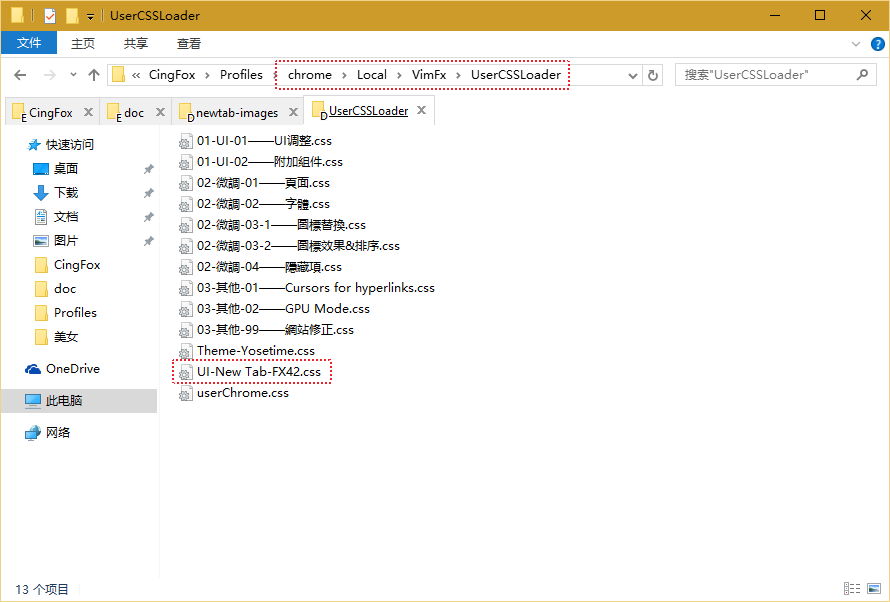 UserCSSLoader
文件 主页 共享 查看
« CingFox › Profiles › chrome › Local › VimFx › UserCSSLoader 搜索"UserCSSLoader"
CingFox doc newtab-images UserCSSLoader
快速访问
桌面
下载
文档
图片
CingFox
doc
Profiles
美女
OneDrive
此电脑
网络
01-UI-01——UI调整.css
01-UI-02——附加組件.css
02-微調-01——頁面.css
02-微調-02——字體.css
02-微調-03-1——圖標替換.css
02-微調-03-2——圖標效果&排序.css
02-微調-04——隱藏項.css
03-其他-01——Cursors for hyperlinks.css
03-其他-02——GPU Mode.css
03-其他-99——網站修正.css
Theme-Yosetime.css
UI-New Tab-FX42.css
userChrome.css
13 个项目